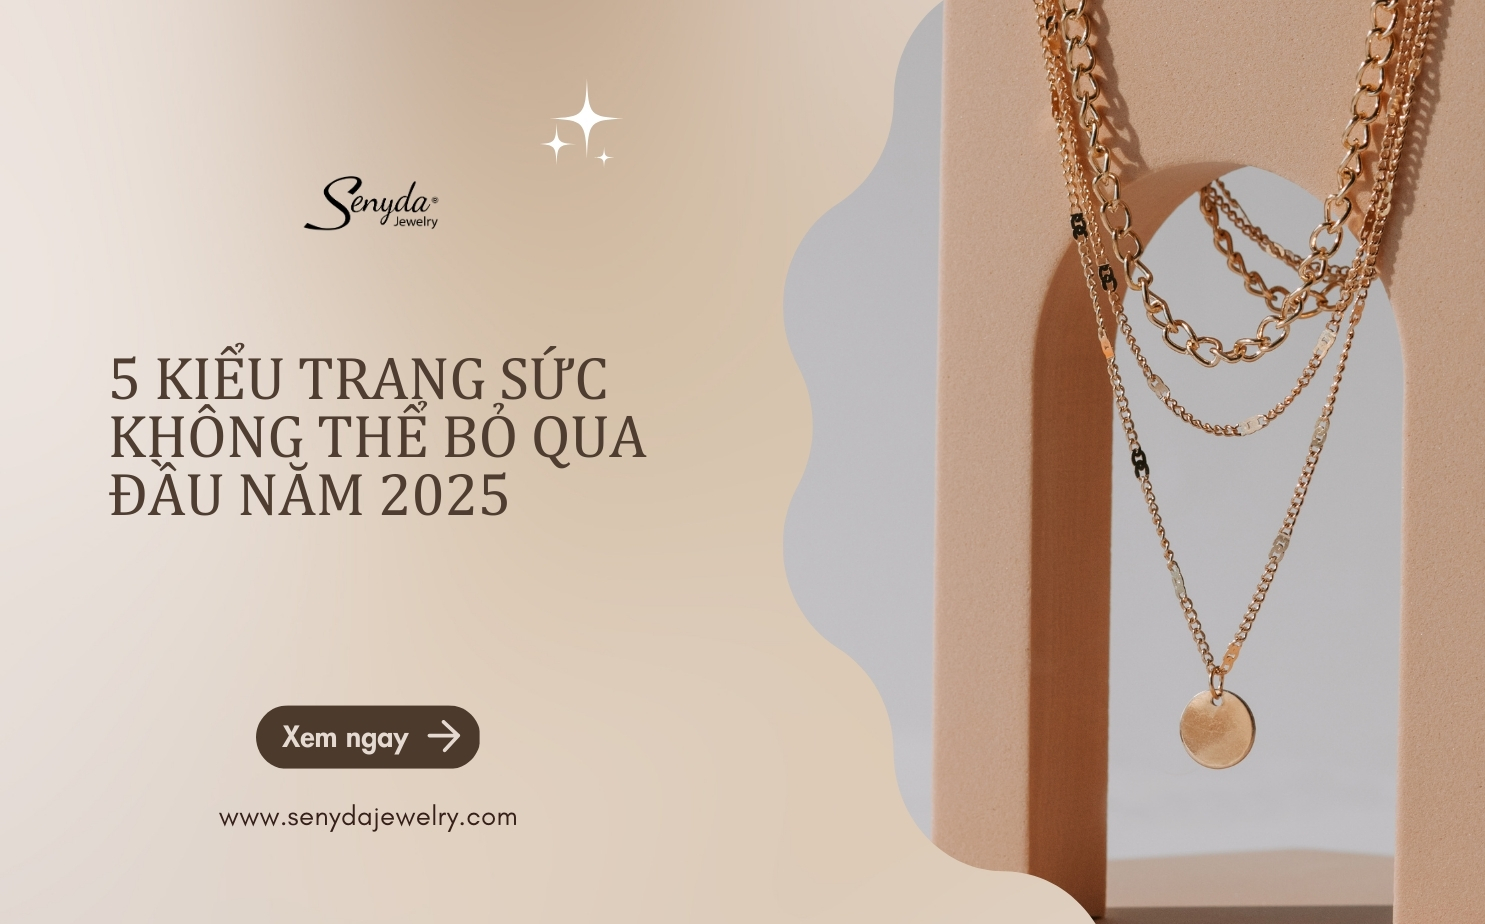 Senyda®
Jewelry
5 KIỂU TRANG SỨC
KHÔNG THỂ BỎ QUA
ĐẦU NĂM 2025
Xem ngay
www.senydajewelry.com